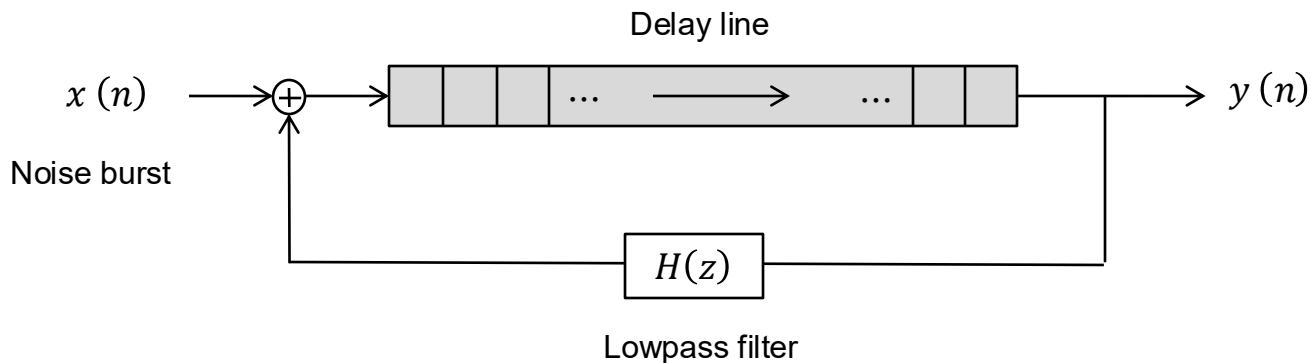 Delay line
x (n)
+
...
...
y (n)
Noise burst
H(z)
Lowpass filter